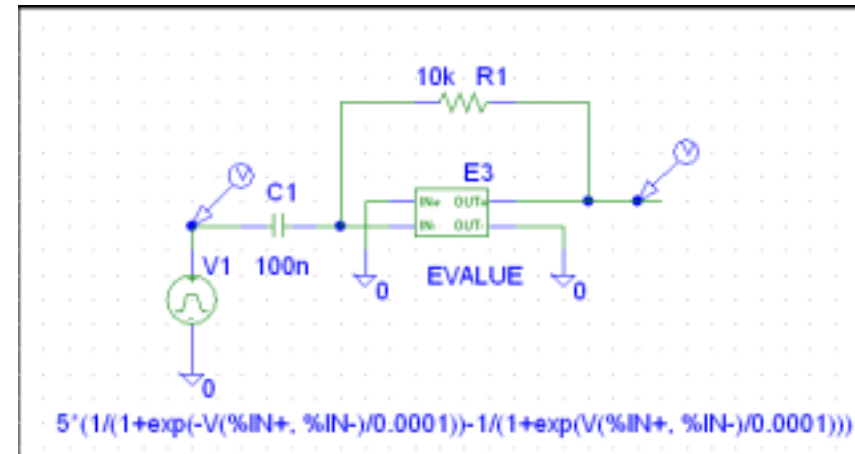 10k R1
V
V
E3
C1
IN+ OUT+
IN- OUT-
V1 100n
EVALUE
0
0
0
5*(1/(1+exp(-V(%IN+, %IN-)/0.0001))-1/(1+exp(V(%IN+, %IN-)/0.0001)))